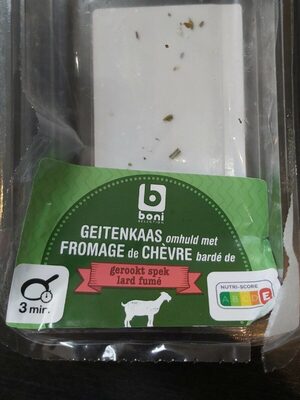 boni
SELECTION
GEITENKAAS omhuld met
FROMAGE de CHÈVRE bardé de
gerookt spek
lard fumé
3 min.
NUTRI-SCORE
A B C D E